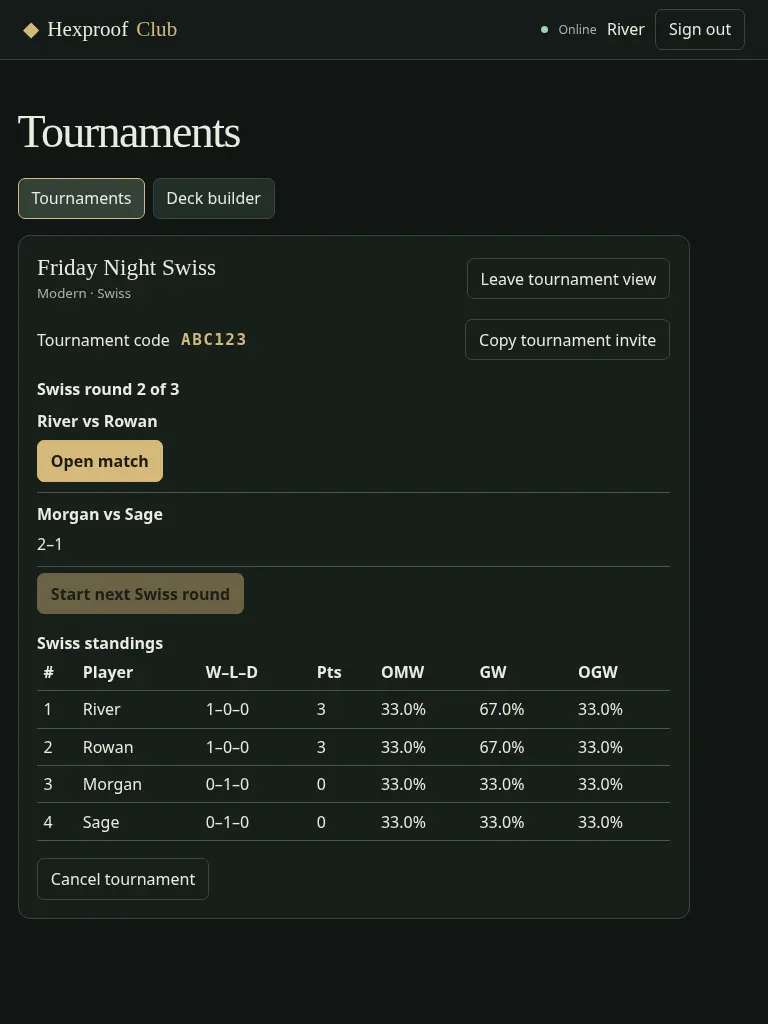 Hexproof Club
Online River Sign out
Tournaments
Tournaments Deck builder
Friday Night Swiss
Modern · Swiss
Leave tournament view
Tournament code ABC123
Copy tournament invite
Swiss round 2 of 3
River vs Rowan
Open match
Morgan vs Sage
2–1
Start next Swiss round
Swiss standings
# Player W–L–D Pts OMW GW OGW
1 River 1–0–0 3 33.0% 67.0% 33.0%
2 Rowan 1–0–0 3 33.0% 67.0% 33.0%
3 Morgan 0–1–0 0 33.0% 33.0% 33.0%
4 Sage 0–1–0 0 33.0% 33.0% 33.0%
Cancel tournament